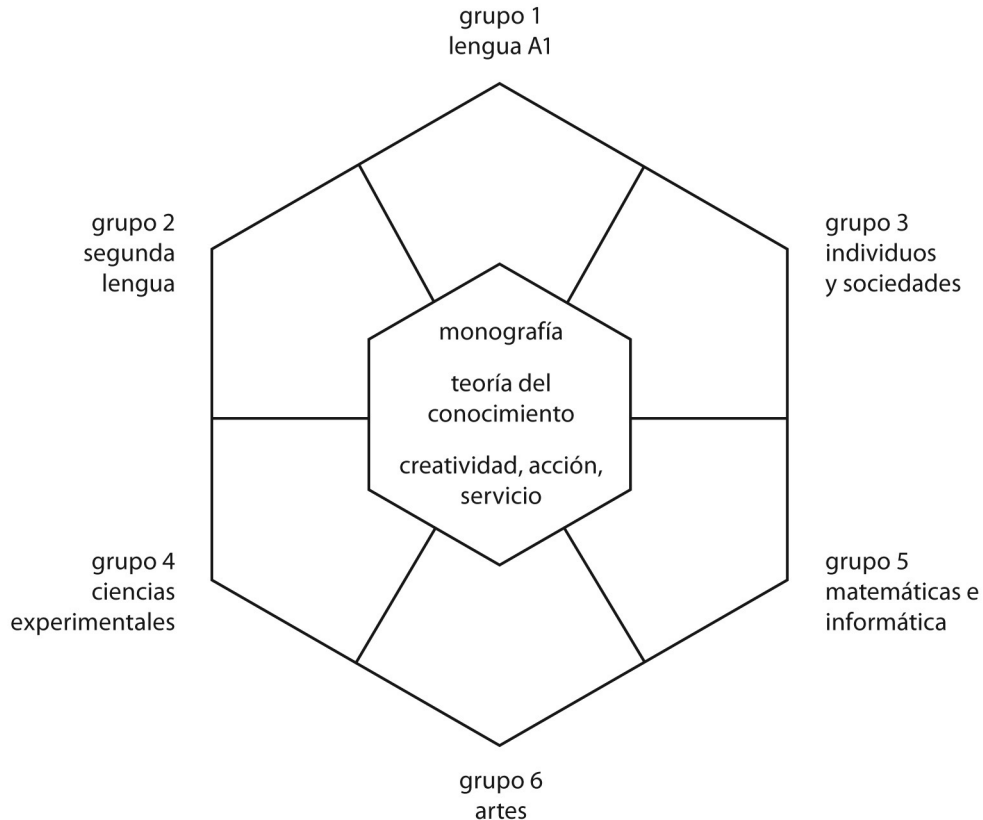 grupo 1
lengua A1
grupo 2
segunda
lengua
grupo 3
individuos
y sociedades
monografía
teoría del
conocimiento
creatividad, acción,
servicio
grupo 4
ciencias
experimentales
grupo 5
matemáticas e
informática
grupo 6
artes